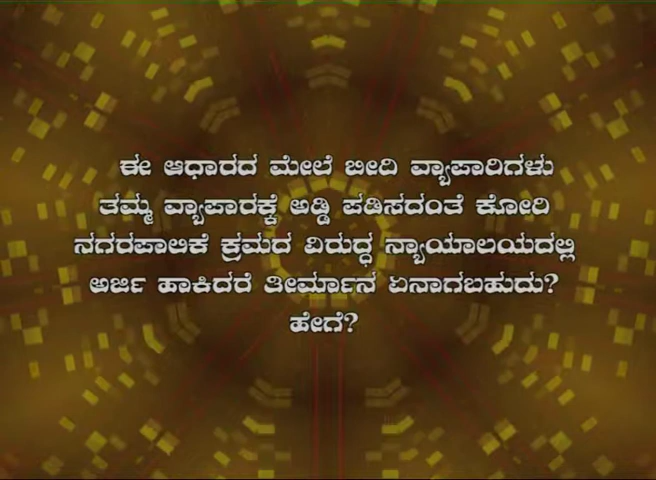 ಈ ಆಧಾರದ ಮೇಲೆ ಬೀದಿ ವ್ಯಾಪಾರಿಗಳು
ತಮ್ಮ ವ್ಯಾಪಾರಕ್ಕೆ ಅಡ್ಡಿ ಪಡಿಸದಂತೆ ಕೋರಿ
ನಗರಪಾಲಿಕೆ ಕ್ರಮದ ವಿರುದ್ಧ ನ್ಯಾಯಾಲಯದಲ್ಲಿ
ಅರ್ಜಿ ಹಾಕಿದರೆ ತೀರ್ಮಾನ ಏನಾಗಬಹುದು?
ಹೇಗೆ?